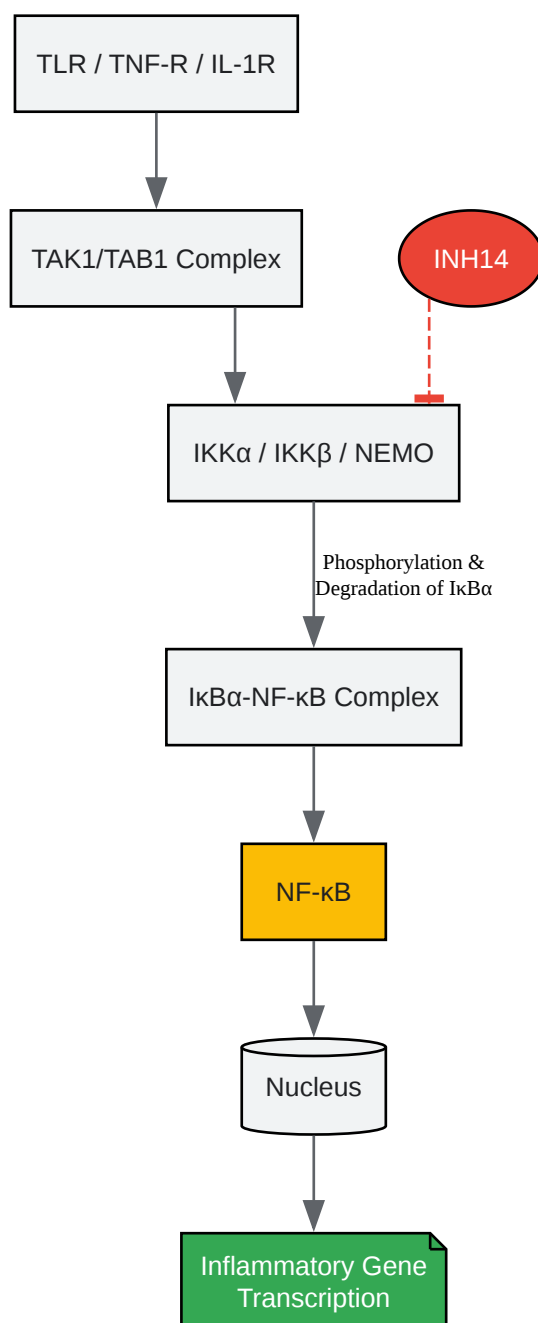 TLR / TNF-R / IL-1R
TAK1/TAB1 Complex
INH14
IKKα / IKKβ / NEMO
Phosphorylation &
Degradation of IκBα
IκBα-NF-κB Complex
NF-κB
Nucleus
Inflammatory Gene
Transcription